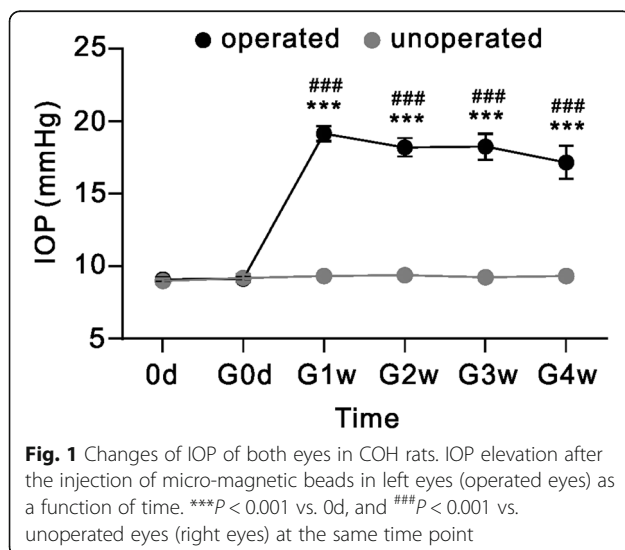 operated unoperated
25
20
15
10
5
IOP (mmHg)
###
***
###
***
###
***
###
***
0d G0d G1w G2w G3w G4w
Time
Fig. 1 Changes of IOP of both eyes in COH rats. IOP elevation after
the injection of micro-magnetic beads in left eyes (operated eyes) as
a function of time. ***P < 0.001 vs. 0d, and ###P < 0.001 vs.
unoperated eyes (right eyes) at the same time point